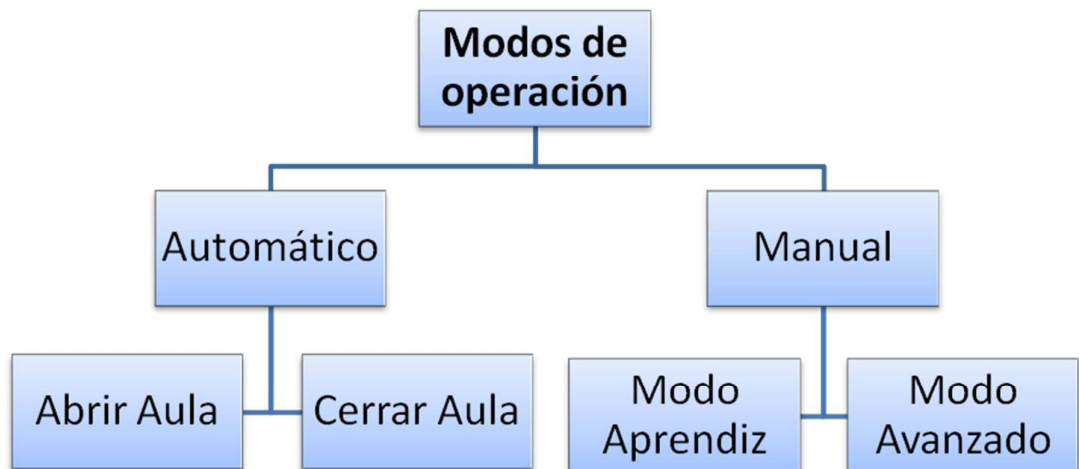 Modos de
operación
Automático
Manual
Abrir Aula
Cerrar Aula
Modo
Aprendiz
Modo
Avanzado